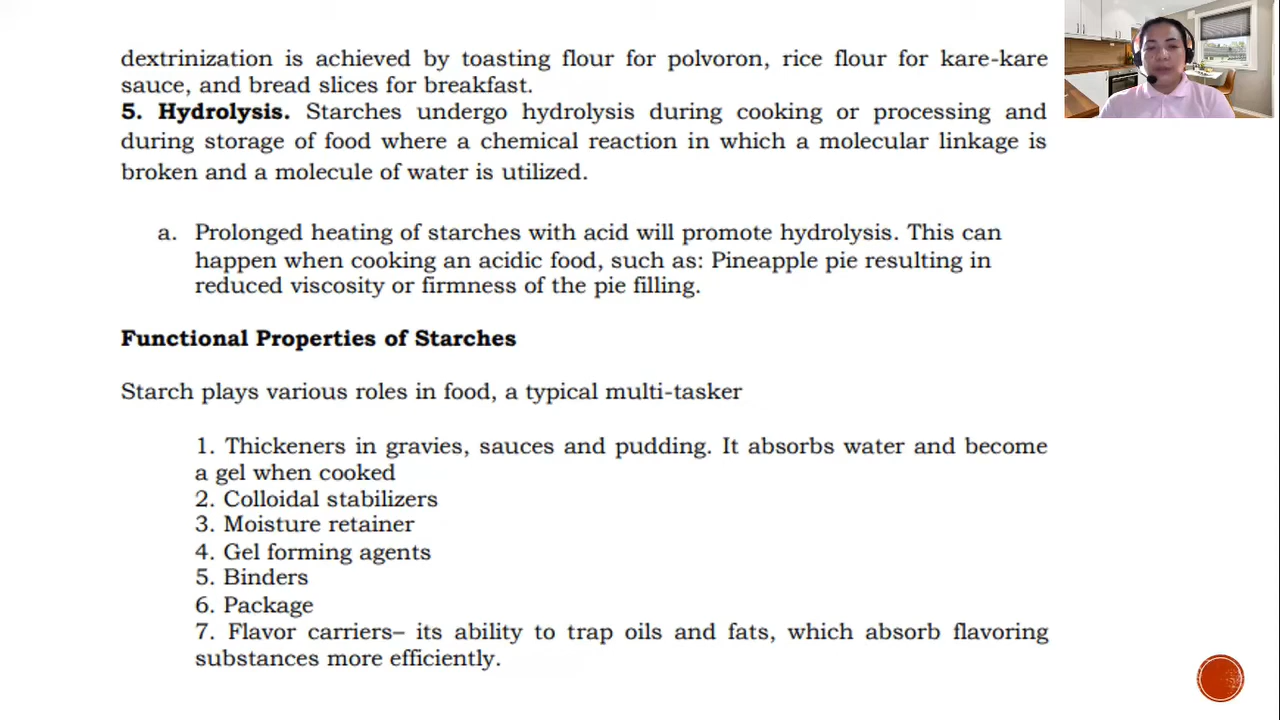 dextrinization is achieved by toasting flour for polvoron, rice flour for kare-kare
sauce, and bread slices for breakfast.
5. Hydrolysis. Starches undergo hydrolysis during cooking or processing and
during storage of food where a chemical reaction in which a molecular linkage is
broken and a molecule of water is utilized.
a. Prolonged heating of starches with acid will promote hydrolysis. This can
happen when cooking an acidic food, such as: Pineapple pie resulting in
reduced viscosity or firmness of the pie filling.
Functional Properties of Starches
Starch plays various roles in food, a typical multi-tasker
1. Thickeners in gravies, sauces and pudding. It absorbs water and become
a gel when cooked
2. Colloidal stabilizers
3. Moisture retainer
4. Gel forming agents
5. Binders
6. Package
7. Flavor carriers– its ability to trap oils and fats, which absorb flavoring
substances more efficiently.